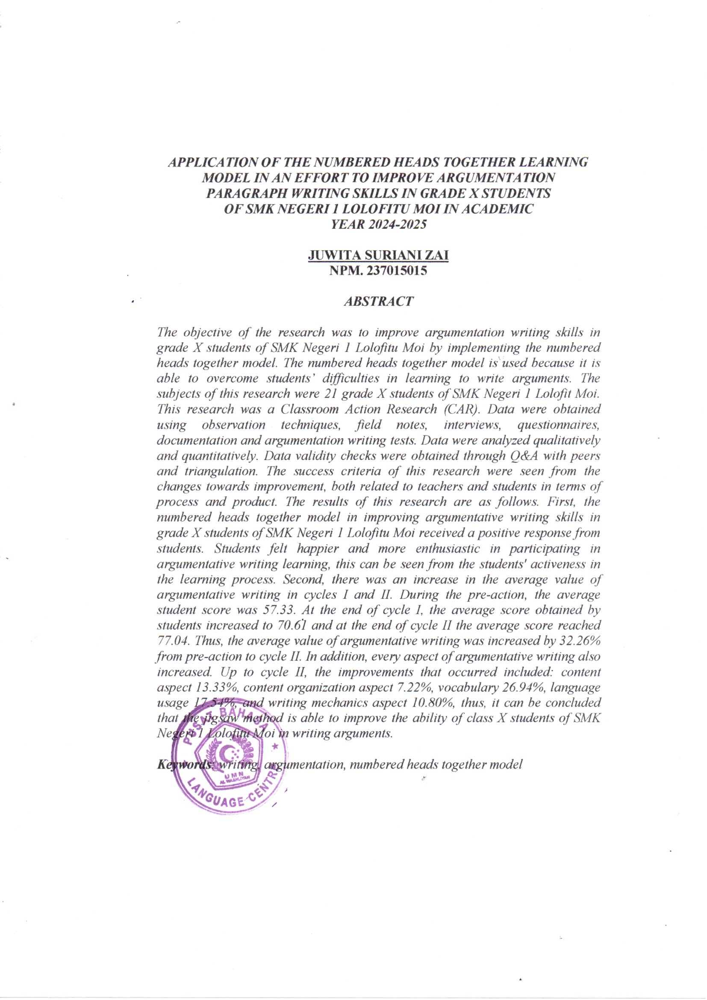 APPLICATION OF THE NUMBERED HEADS TOGETHER LEARNING
MODEL IN AN EFFORT TO IMPROVE ARGUMENTATION
PARAGRAPH WRITING SKILLS IN GRADE X STUDENTS
OF SMK NEGERI 1 LOLOFITU MOI IN ACADEMIC
YEAR 2024-2025
JUWITA SURIANI ZAI
NPM. 237015015
ABSTRACT
The objective of the research was to improve argumentation writing skills in
grade X students of SMK Negeri 1 Lolofitu Moi by implementing the numbered
heads together model. The numbered heads together model is used because it is
able to overcome students’ difficulties in learning to write arguments. The
subjects of this research were 21 grade X students of SMK Negeri 1 Lolofit Moi.
This research was a Classroom Action Research (CAR). Data were obtained
using observation techniques, field notes, interviews, questionnaires,
documentation and argumentation writing tests. Data were analyzed qualitatively
and quantitatively. Data validity checks were obtained through Q&A with peers
and triangulation. The success criteria of this research were seen from the
changes towards improvement, both related to teachers and students in terms of
process and product. The results of this research are as follows. First, the
numbered heads together model in improving argumentative writing skills in
grade X students of SMK Negeri 1 Lolofitu Moi received a positive response from
students. Students felt happier and more enthusiastic in participating in
argumentative writing learning, this can be seen from the students' activeness in
the learning process. Second, there was an increase in the average value of
argumentative writing in cycles I and II. During the pre-action, the average
student score was 57.33. At the end of cycle I, the average score obtained by
students increased to 70.61 and at the end of cycle II the average score reached
77.04. Thus, the average value of argumentative writing was increased by 32.26%
from pre-action to cycle II. In addition, every aspect of argumentative writing also
increased. Up to cycle II, the improvements that occurred included: content
aspect 13.33%, content organization aspect 7.22%, vocabulary 26.94%, language
usage 17.54%, and writing mechanics aspect 10.80%, thus, it can be concluded
that the jigsaw method is able to improve the ability of class X students of SMK
Negeri 1 Lolofitu Moi in writing arguments.
Keywords: writing, argumentation, numbered heads together model
PUSAT BAHASA
UMN
AL WASHLIYAH
LANGUAGE CENTRE